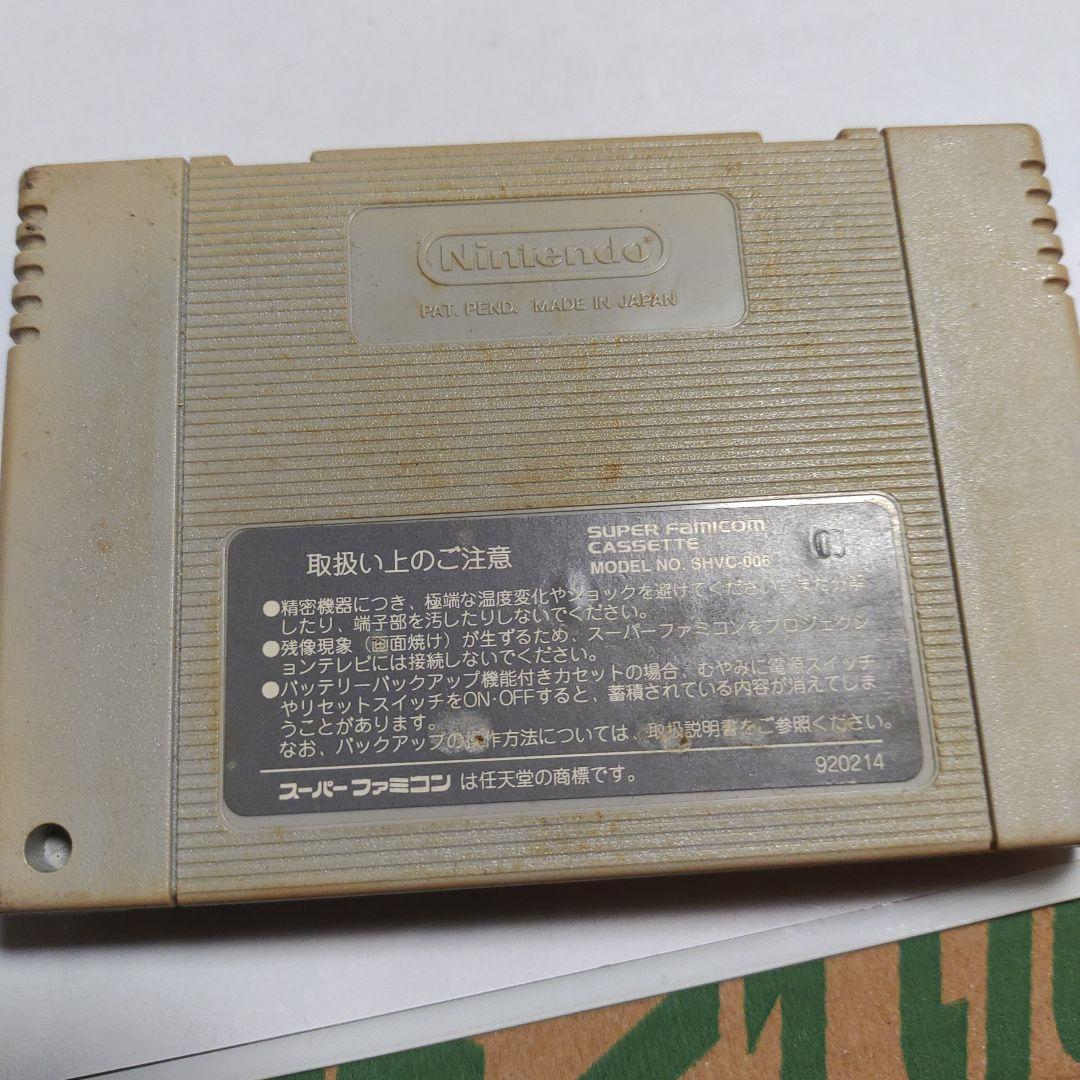 Nintendo®
PAT. PEND. MADE IN JAPAN
取扱い上のご注意
SUPER Famicom
CASSETTE
MODEL NO. SHVC-006
●精密機器につき、極端な温度変化やショックを避けてください。また分解
したり、端子部を汚したりしないでください。
●残像現象（画面焼け）が生ずるため、スーパーファミコンをプロジェクシ
ョンテレビには接続しないでください。
●バッテリーバックアップ機能付きカセットの場合、むやみに電源スイッチ
やリセットスイッチをON・OFFすると、蓄積されている内容が消えてしま
うことがあります。
なお、バックアップの操作方法については、取扱説明書をご参照ください。
スーパーファミコン は任天堂の商標です。
920214